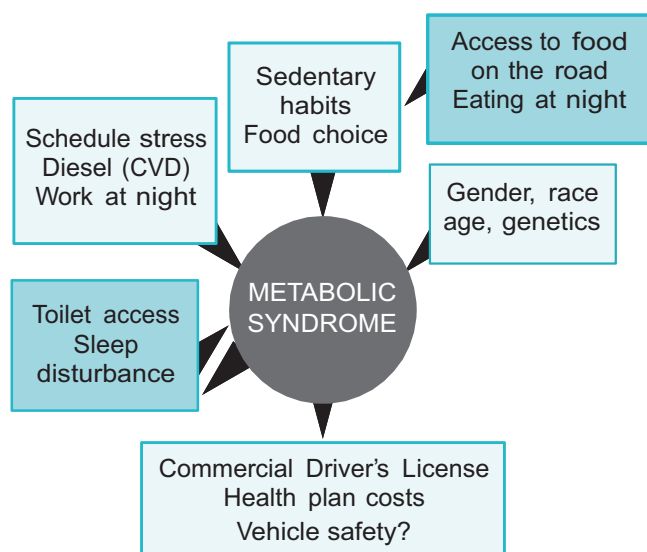 Access to food
on the road
Eating at night
Sedentary
habits
Food choice
Schedule stress
Diesel (CVD)
Work at night
Gender, race
age, genetics
METABOLIC
SYNDROME
Toilet access
Sleep
disturbance
Commercial Driver's License
Health plan costs
Vehicle safety?